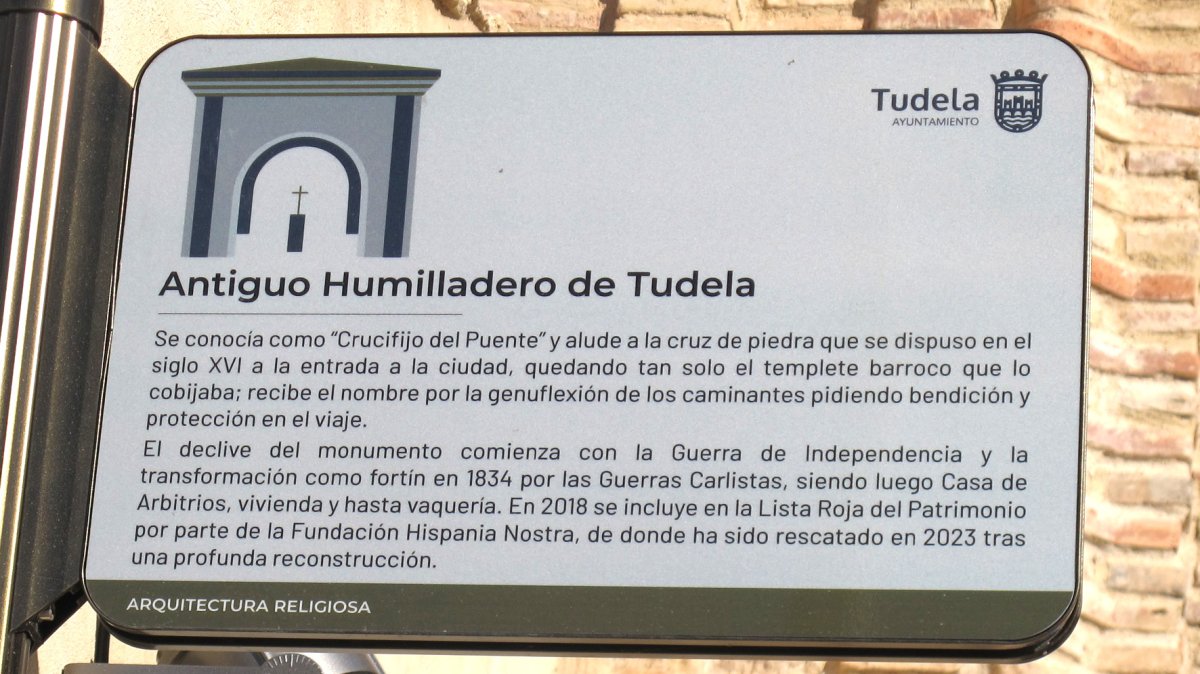 Tudela
AYUNTAMIENTO
Antiguo Humilladero de Tudela
Se conocía como “Crucifijo del Puente” y alude a la cruz de piedra que se dispuso en el
siglo XVI a la entrada a la ciudad, quedando tan solo el templete barroco que lo
cobijaba; recibe el nombre por la genuflexión de los caminantes pidiendo bendición y
protección en el viaje.
El declive del monumento comienza con la Guerra de Independencia y la
transformación como fortín en 1834 por las Guerras Carlistas, siendo luego Casa de
Arbitrios, vivienda y hasta vaquería. En 2018 se incluye en la Lista Roja del Patrimonio
por parte de la Fundación Hispania Nostra, de donde ha sido rescatado en 2023 tras
una profunda reconstrucción.
ARQUITECTURA RELIGIOSA